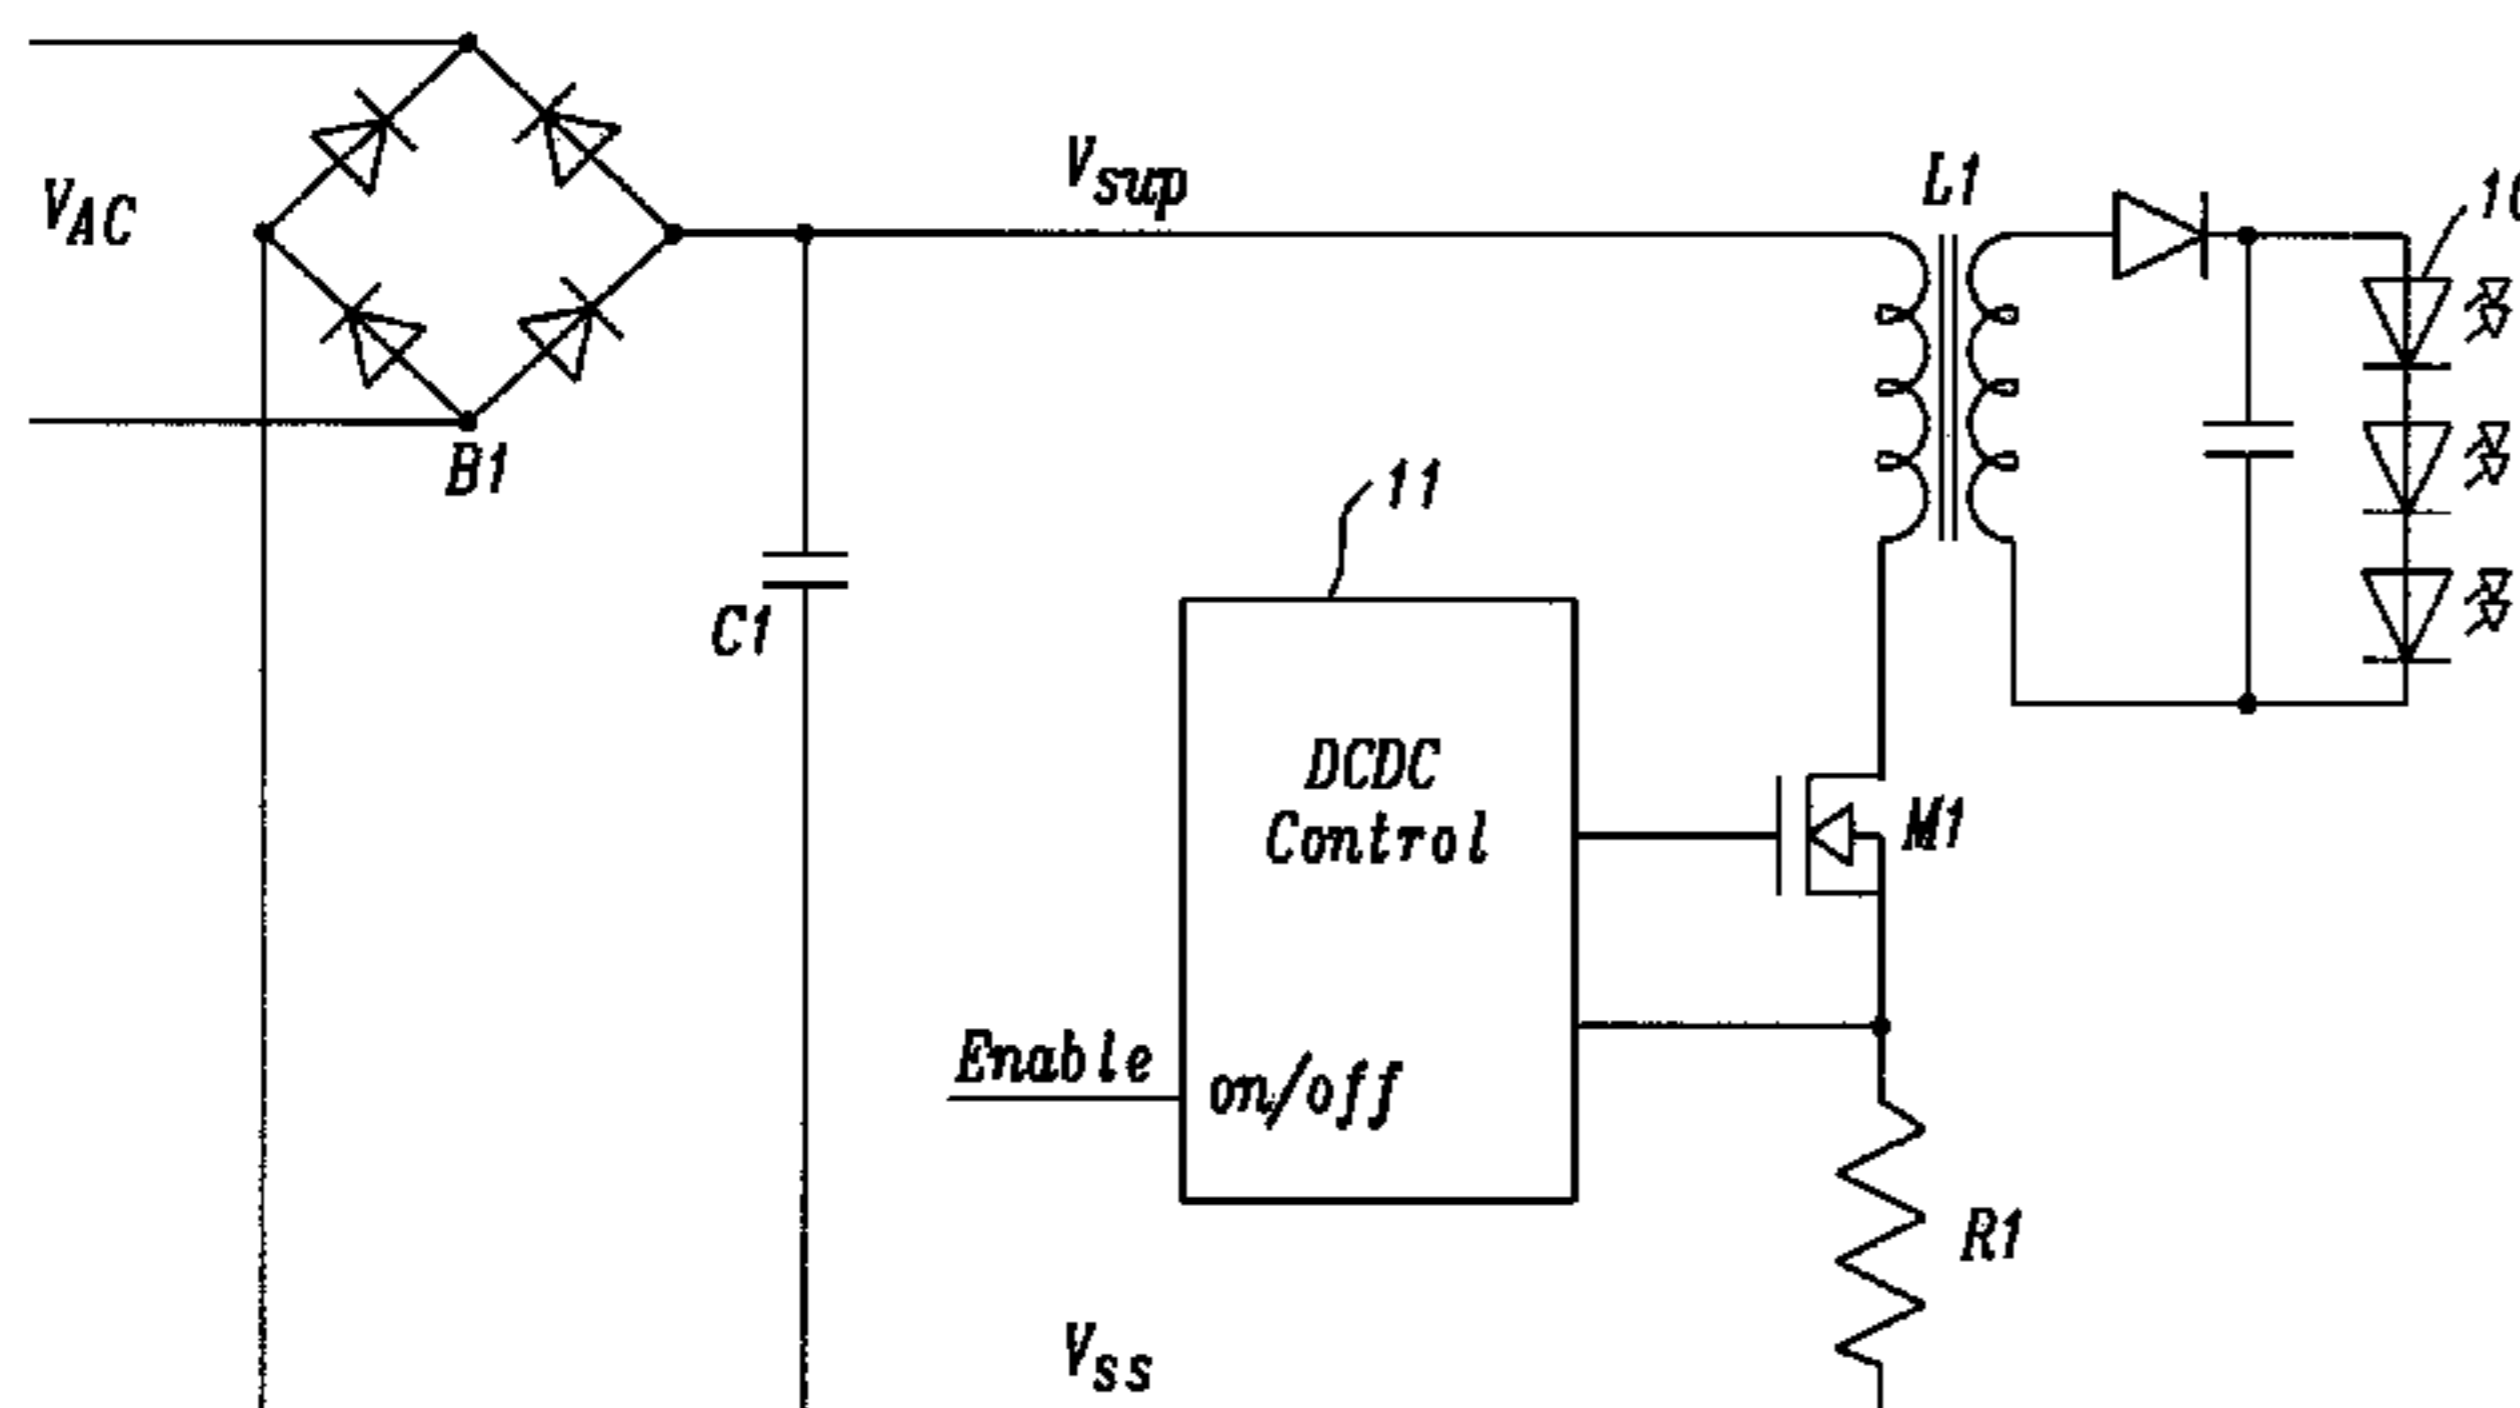 VAC
B1
Vsup
C1
11
DCDC
Control
Enable
on/off
L1
10
M1
R1
VSS